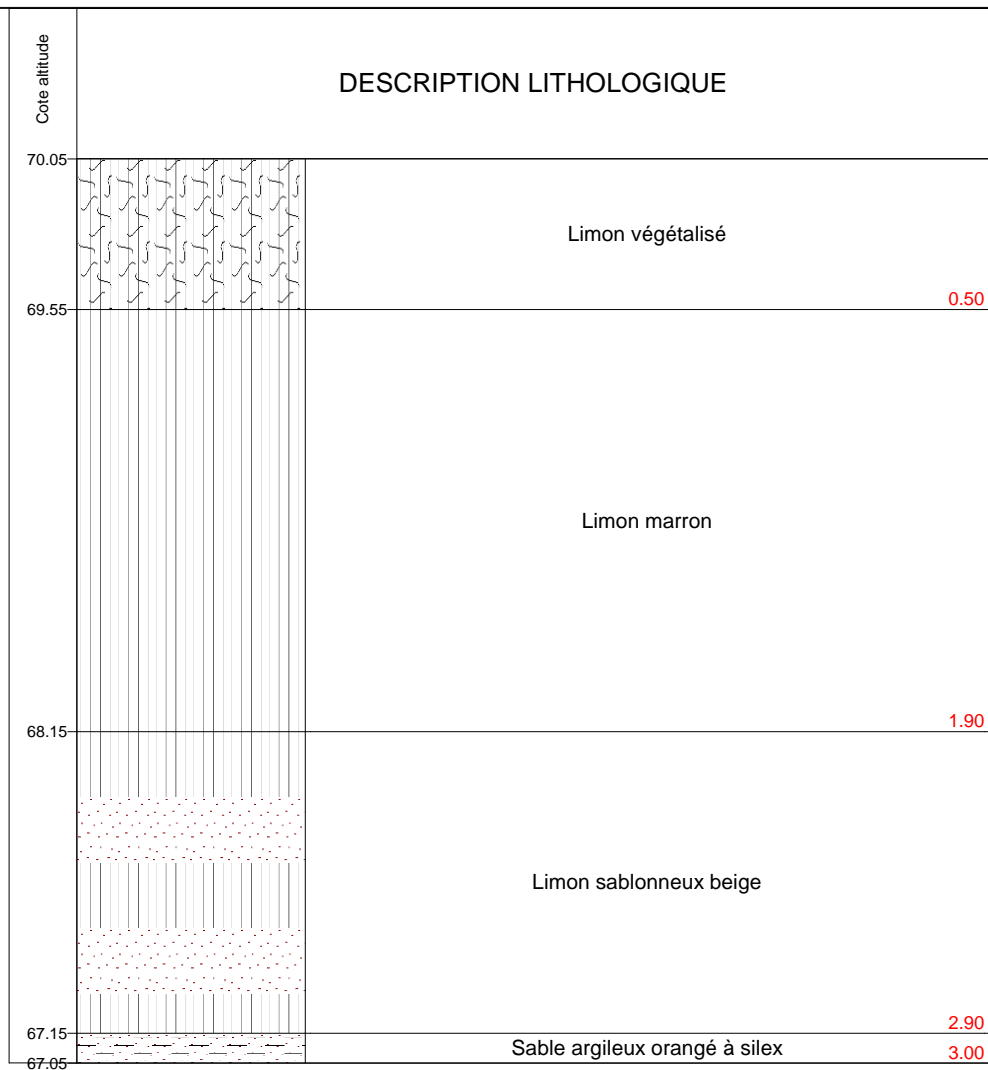 Cote altitude
DESCRIPTION LITHOLOGIQUE
70.05
Limon végétalisé
0.50
69.55
Limon marron
1.90
68.15
Limon sablonneux beige
2.90
67.15
Sable argileux orangé à silex
3.00
67.05